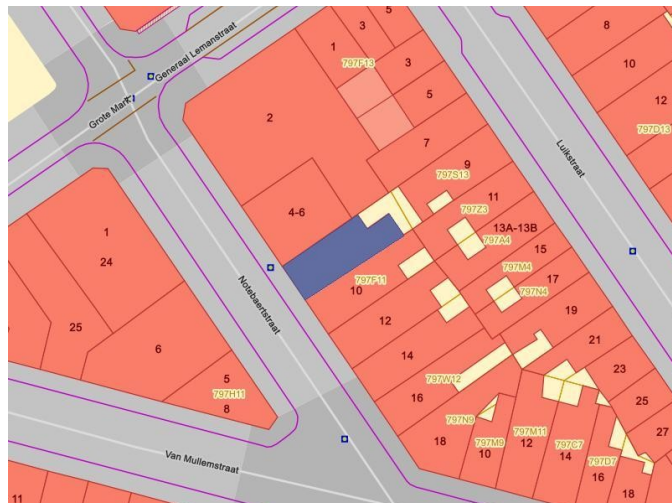 5
3
1
797F13
3
5
8
10
12
797D13
Generaal Lemanstraat
Grote Markt
2
7
9
797S13
11
797Z3
13A-13B
797A4
15
797M4
17
797N4
19
21
23
25
27
Luikstraat
4-6
797F11
10
12
14
797W12
16
18
797N9
797M9
10
797M11
12
797C7
14
797D7
16
18
Notebaertstraat
1
24
25
6
5
797H11
8
Van Mullemstraat
11